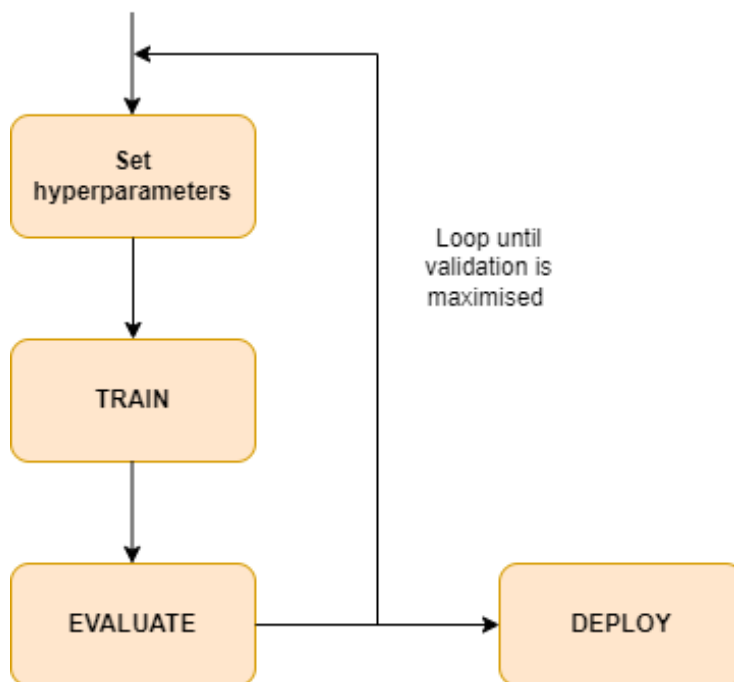 Set
hyperparameters
Loop until
validation is
maximised
TRAIN
EVALUATE
DEPLOY